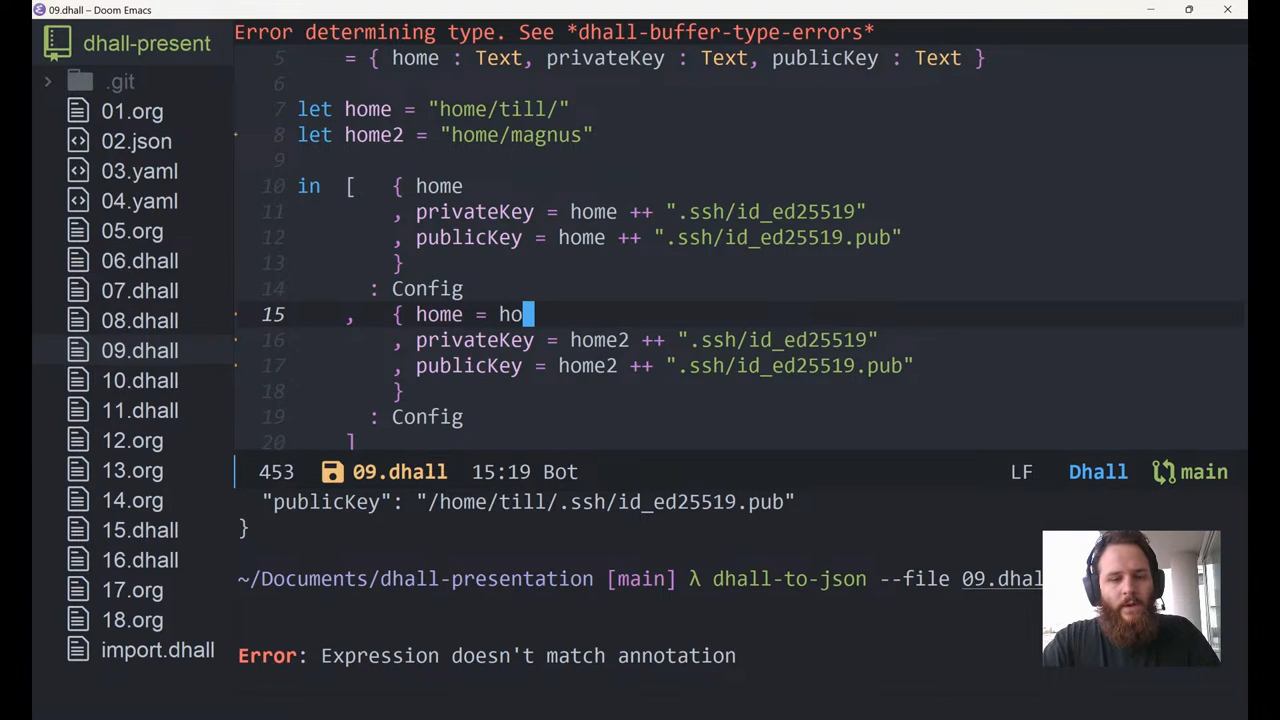 09.dhall – Doom Emacs
dhall-present
.git
01.org
02.json
03.yaml
04.yaml
05.org
06.dhall
07.dhall
08.dhall
09.dhall
10.dhall
11.dhall
12.org
13.org
14.org
15.dhall
16.dhall
17.org
18.org
import.dhall
Error determining type. See *dhall-buffer-type-errors*
5 = { home : Text, privateKey : Text, publicKey : Text }
6
7 let home = "home/till/"
8 let home2 = "home/magnus"
9
10 in [ { home
11 , privateKey = home ++ ".ssh/id_ed25519"
12 , publicKey = home ++ ".ssh/id_ed25519.pub"
13 }
14 : Config
15 , { home = ho
16 , privateKey = home2 ++ ".ssh/id_ed25519"
17 , publicKey = home2 ++ ".ssh/id_ed25519.pub"
18 }
19 : Config
20 ]
453 09.dhall 15:19 Bot LF Dhall main
"publicKey": "/home/till/.ssh/id_ed25519.pub"
}
~/Documents/dhall-presentation [main] λ dhall-to-json --file 09.dhal
Error: Expression doesn't match annotation